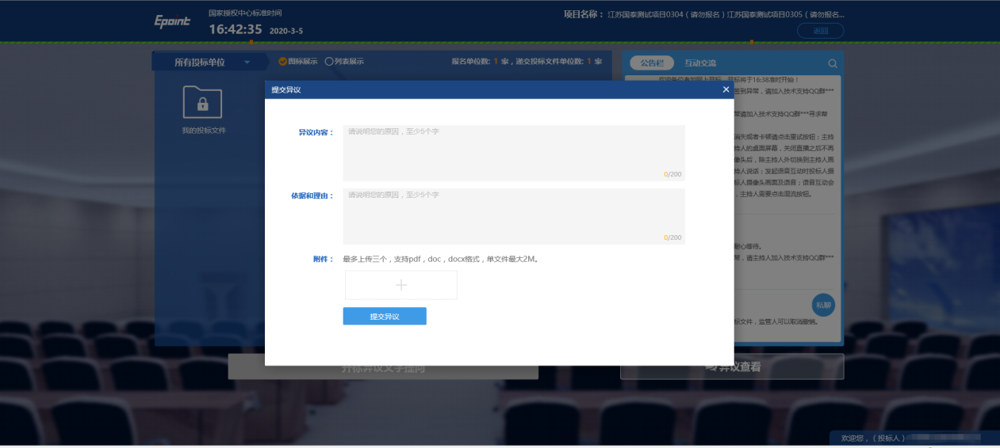 Epoint
国家授权中心标准时间
16:42:35 2020-3-5
项目名称：江苏国泰测试项目0304（请勿报名）江苏国泰测试项目0305（请勿报名...
返回
所有投标单位
图标展示 列表展示
报名单位数: 1 家，递交投标文件单位数: 1 家
公告栏 互动交流
我的投标文件
提交异议
异议内容：
请说明您的原因，至少5个字
0/200
依据和理由：
请说明您的原因，至少5个字
0/200
附件：
最多上传三个，支持pdf，doc，docx格式，单文件最大2M。
提交异议
开标将于16:38准时开始！
签到异常，请加入技术支持QQ群***
常请加入技术支持QQ群***寻求帮
消失或者卡顿请点击重试按钮；主持
持人的桌面屏幕，关闭直播之后不再
像头后，除主持人外切换到主持人画
持人说话；发起语音互动时投标人摄
标人摄像头画面及语音；语音互动会
，主持人需要点击混流按钮。
耐心等待。
常，请主持人加入技术支持QQ群***
私聊
标文件，监管人可以取消撤销。
开标异议文字提问
异议查看
欢迎您，（投标人）